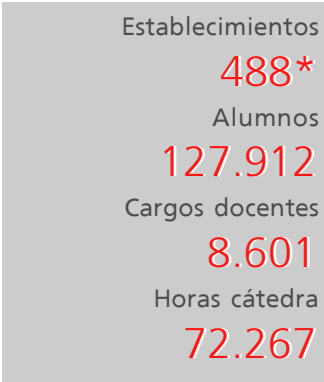 Establecimientos
488*
Alumnos
127.912
Cargos docentes
8.601
Horas cátedra
72.267